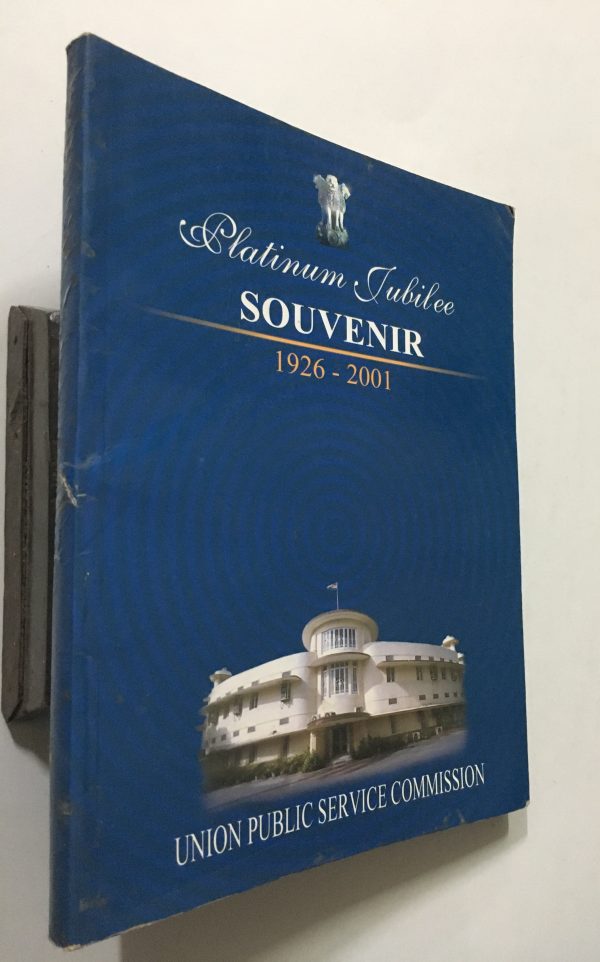 Platinum Jubilee
SOUVENIR
1926 - 2001
UNION PUBLIC SERVICE COMMISSION